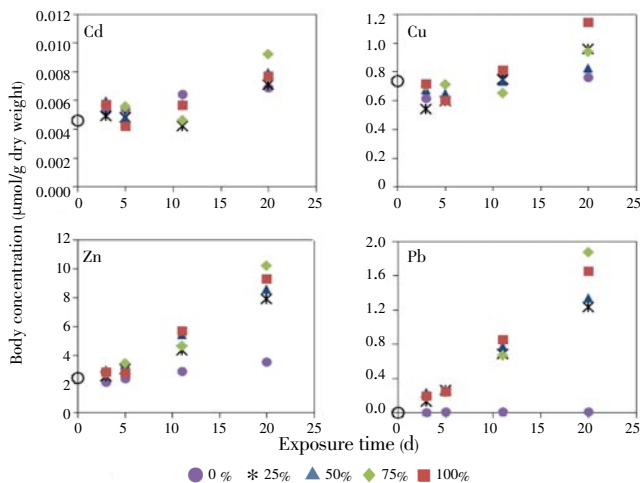 Body concentration (μmol/g dry weight)
Cd
0.012
0.010
0.008
0.006
0.004
0.002
0.000
0 5 10 15 20 25
Cu
1.2
1.0
0.8
0.6
0.4
0.2
0.0
0 5 10 15 20 25
Zn
12
10
8
6
4
2
0
0 5 10 15 20 25
Pb
2.0
1.6
1.2
0.8
0.4
0.0
0 5 10 15 20 25
Exposure time (d)
0 % 25% 50% 75% 100%